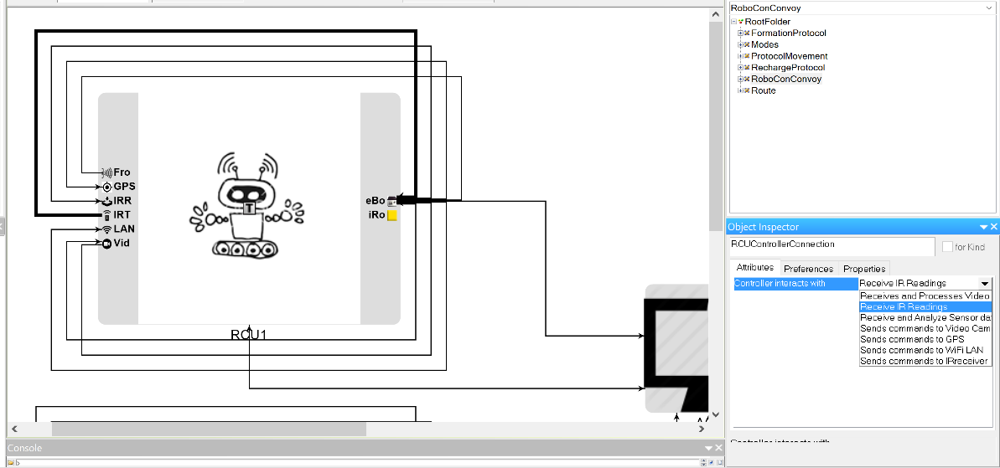 RoboConConvoy
RootFolder
FormationProtocol
Modes
ProtocolMovement
RechargeProtocol
RoboConConvoy
Route
Fro
GPS
IRR
IRT
LAN
Vid
eBo
iRo
T
RCU1
Object Inspector
RCUControllerConnection
for Kind
Attributes
Preferences
Properties
Controller interacts with
Receive IR Readings
Receives and Processes Video
Receive IR Readings
Receive and Analyze Sensor da
Sends commands to Video Cam
Sends commands to GPS
Sends commands to WiFi LAN
Sends commands to IRreceiver
Controller interacts with
Console